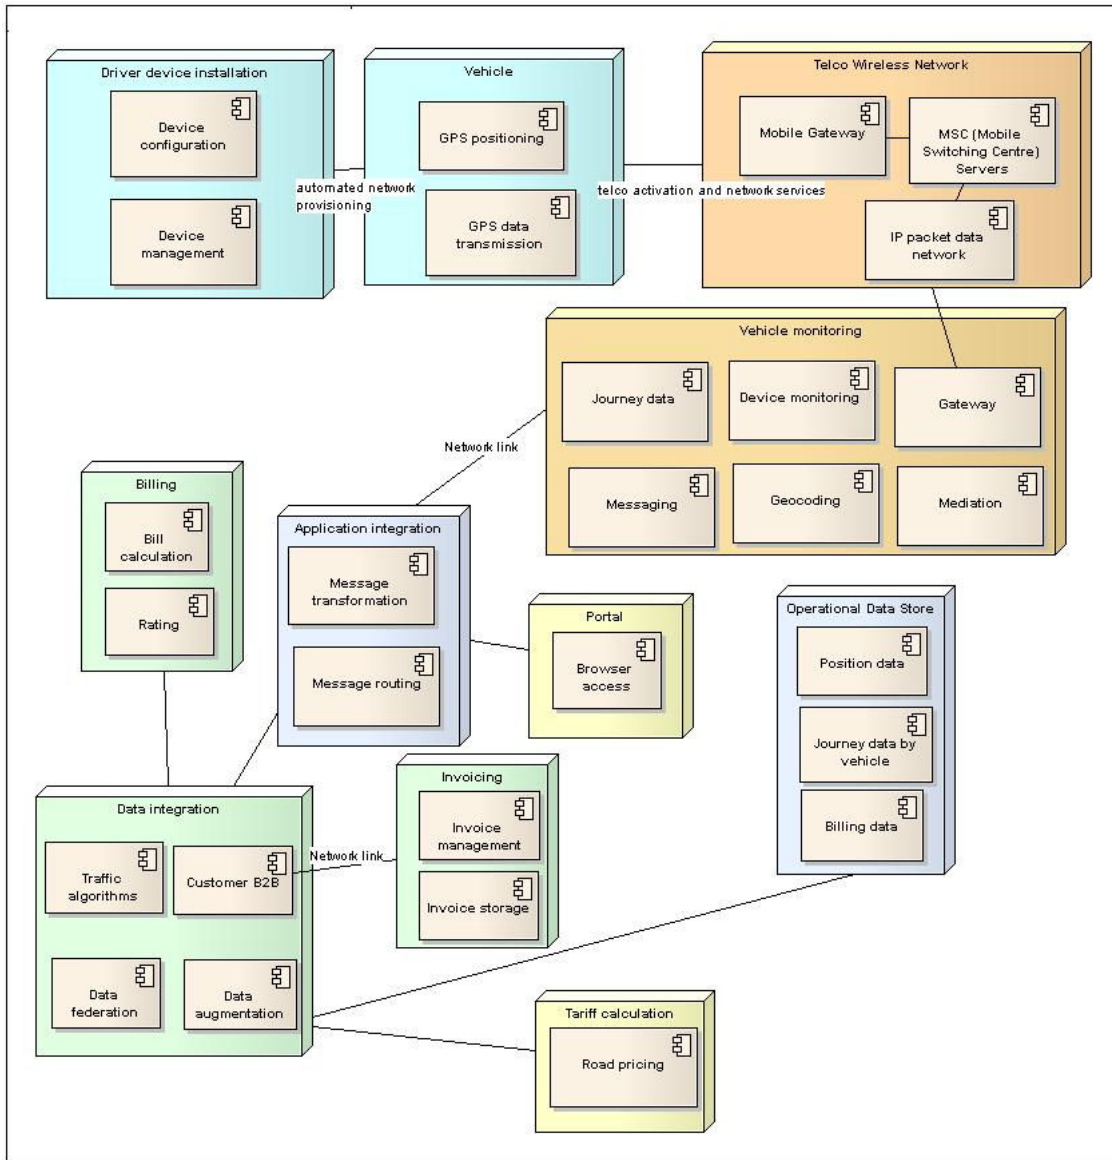 Driver device installation
Device
configuration
Device
management
automated network
provisioning
Vehicle
GPS positioning
GPS data
transmission
telco activation and network services
Telco Wireless Network
Mobile Gateway
MSC (Mobile
Switching Centre)
Servers
IP packet data
network
Vehicle monitoring
Journey data
Device monitoring
Gateway
Messaging
Geocoding
Mediation
Network link
Billing
Bill
calculation
Rating
Application integration
Message
transformation
Message routing
Portal
Browser
access
Operational Data Store
Position data
Journey data by
vehicle
Billing data
Data integration
Traffic
algorithms
Customer B2B
Data
federation
Data
augmentation
Network link
Invoicing
Invoice
management
Invoice storage
Tariff calculation
Road pricing